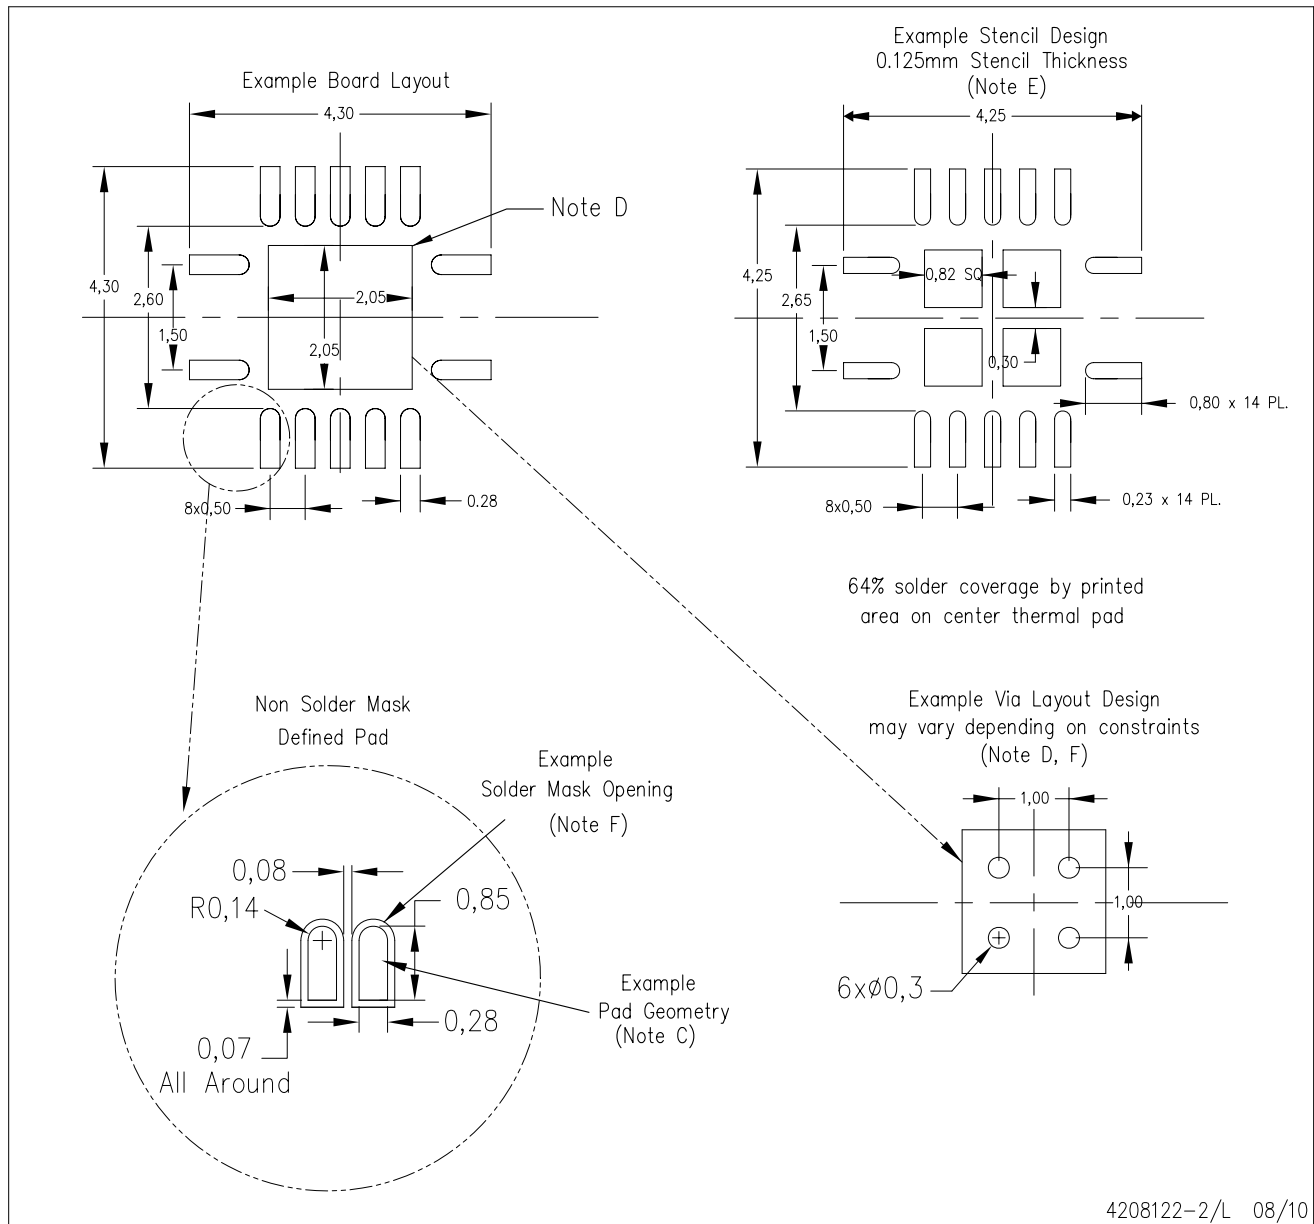 Example Board Layout
4,30
Note D
4,30
2,60
1,50
2,05
2,05
8x0,50
0.28
Example Stencil Design
0.125mm Stencil Thickness
(Note E)
4,25
4,25
2,65
1,50
0,82 SQ
0,30
0,80 x 14 PL.
8x0,50
0,23 x 14 PL.
64% solder coverage by printed
area on center thermal pad
Non Solder Mask
Defined Pad
Example
Solder Mask Opening
(Note F)
0,08
R0,14
0,85
0,28
0,07
All Around
Example
Pad Geometry
(Note C)
Example Via Layout Design
may vary depending on constraints
(Note D, F)
1,00
1,00
6xø0,3
4208122-2/L 08/10